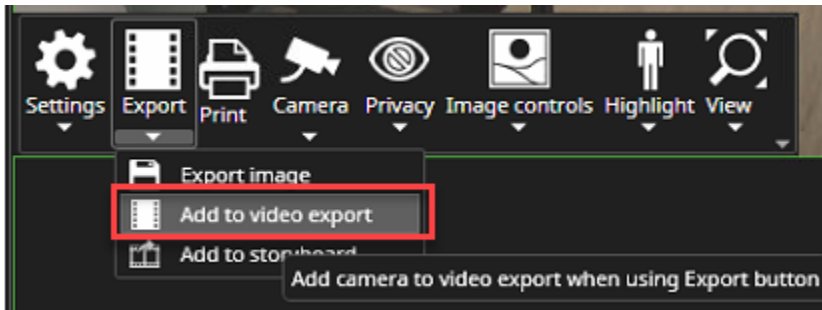 Settings Export Print Camera Privacy Image controls Highlight View
Export image
Add to video export
Add to storyboard
Add camera to video export when using Export button